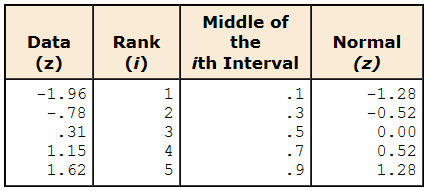 Data (z) Rank (i) Middle of the ith Interval Normal (z)
-1.96 1 .1 -1.28
-.78 2 .3 -0.52
.31 3 .5 0.00
1.15 4 .7 0.52
1.62 5 .9 1.28